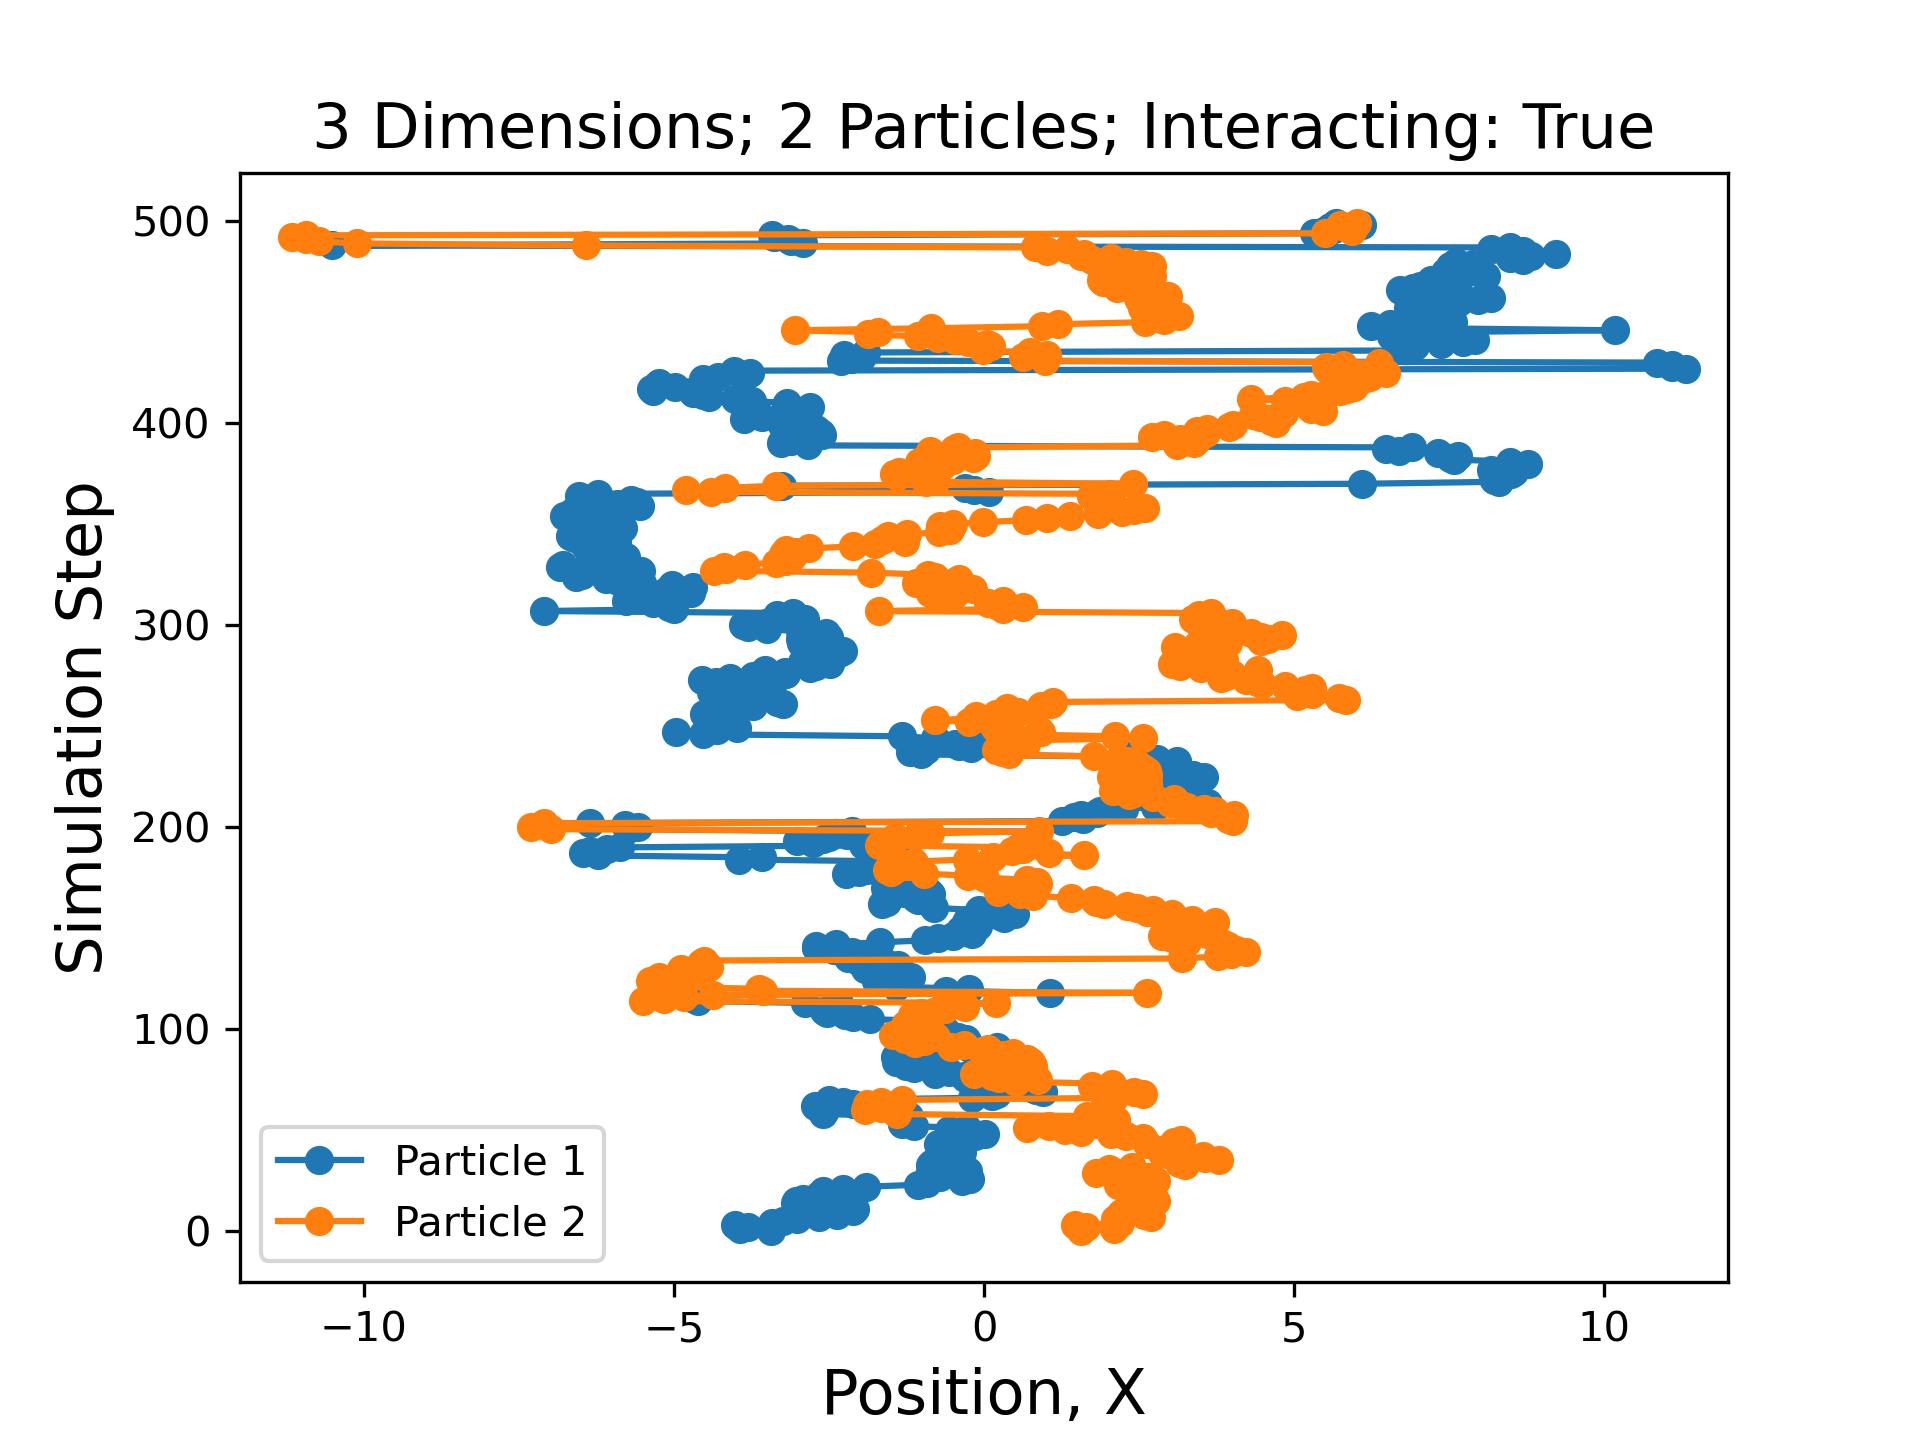 3 Dimensions; 2 Particles; Interacting: True
Simulation Step
500
400
300
200
100
0
Particle 1
Particle 2
−10
−5
0
5
10
Position, X